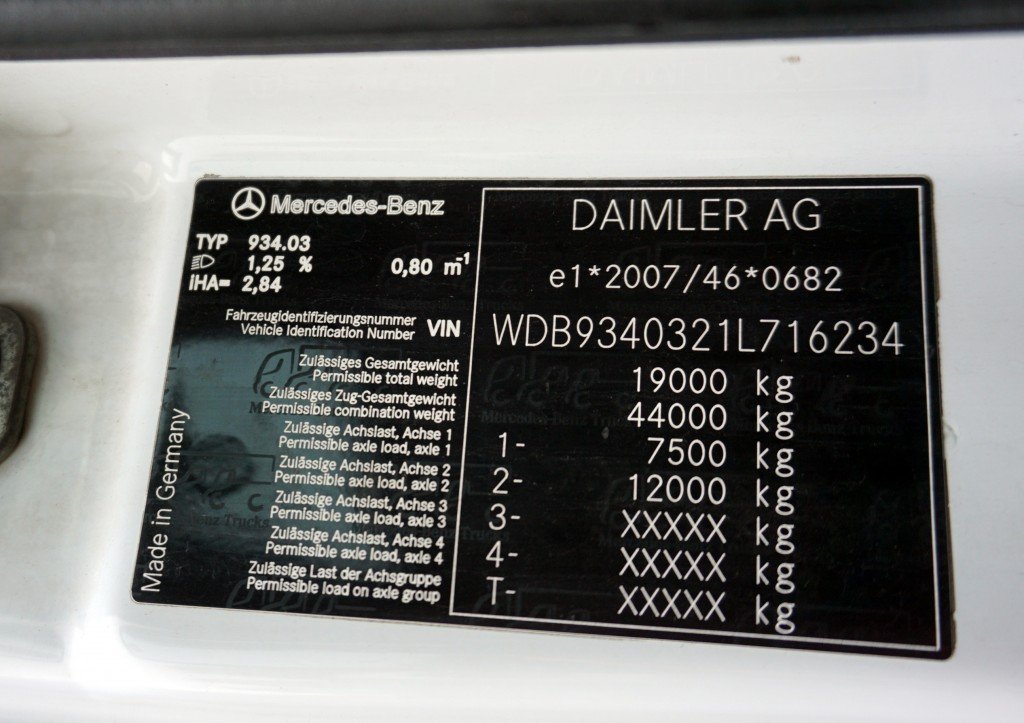 Mercedes-Benz
TYP 934.03
1,25 % 0,80 m-1
iHA= 2,84
DAIMLER AG
e1*2007/46*0682
Fahrzeugidentifizierungsnummer
Vehicle Identification Number VIN WDB9340321L716234
Zulässiges Gesamtgewicht
Permissible total weight 19000 kg
Zulässiges Zug-Gesamtgewicht
Permissible combination weight 44000 kg
Zulässige Achslast, Achse 1
Permissible axle load, axle 1 1- 7500 kg
Zulässige Achslast, Achse 2
Permissible axle load, axle 2 2- 12000 kg
Zulässige Achslast, Achse 3
Permissible axle load, axle 3 3- XXXXX kg
Zulässige Achslast, Achse 4
Permissible axle load, axle 4 4- XXXXX kg
Zulässige Last der Achsgruppe
Permissible load on axle group T- XXXXX kg
Made in Germany
Mercedes-Benz Trucks